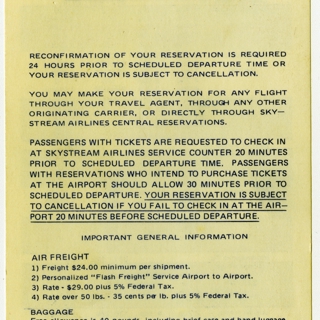 RECONFIRMATION OF YOUR RESERVATION IS REQUIRED
24 HOURS PRIOR TO SCHEDULED DEPARTURE TIME OR
YOUR RESERVATION IS SUBJECT TO CANCELLATION.
YOU MAY MAKE YOUR RESERVATION FOR ANY FLIGHT
THROUGH YOUR TRAVEL AGENT, THROUGH ANY OTHER
ORIGINATING CARRIER, OR DIRECTLY THROUGH SKY—
STREAM AIRLINES CENTRAL RESERVATIONS.
PASSENGERS WITH TICKETS ARE REQUESTED TO CHECK IN
AT SKYSTREAM AIRLINES SERVICE COUNTER 20 MINUTES
PRIOR TO SCHEDULED DEPARTURE TIME. PASSENGERS
WITH RESERVATIONS WHO INTEND TO PURCHASE TICKETS
AT THE AIRPORT SHOULD ALLOW 30 MINUTES PRIOR TO
SCHEDULED DEPARTURE. YOUR RESERVATION IS SUBJECT
TO CANCELLATION IF YOU FAIL TO CHECK IN AT THE AIR-
PORT 20 MINUTES BEFORE SCHEDULED DEPARTURE.
IMPORTANT GENERAL INFORMATION
AIR FREIGHT
1) Freight $24.00 minimum per shipment.
2) Personalized "Flash Freight" Service Airport to Airport.
3) Rate - $29.00 plus 5% Federal Tax.
4) Rate over 50 lbs. - 35 cents per lb. plus 5% Federal Tax.
BAGGAGE